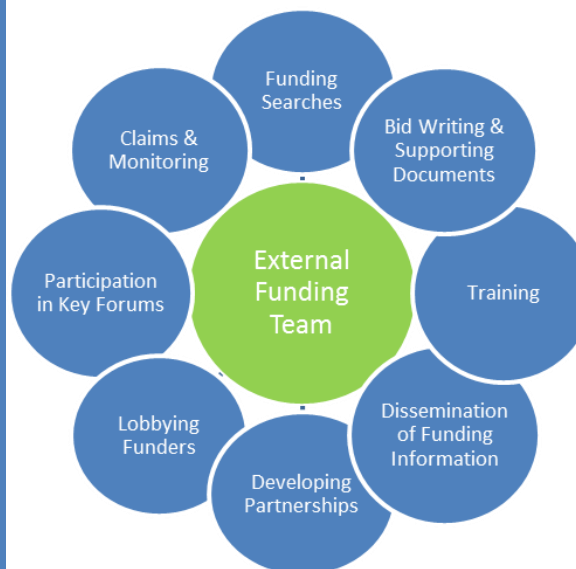 Funding
Searches
Bid Writing &
Supporting
Documents
Training
Dissemination
of Funding
Information
Developing
Partnerships
Lobbying
Funders
Participation
in Key Forums
Claims &
Monitoring
External
Funding
Team